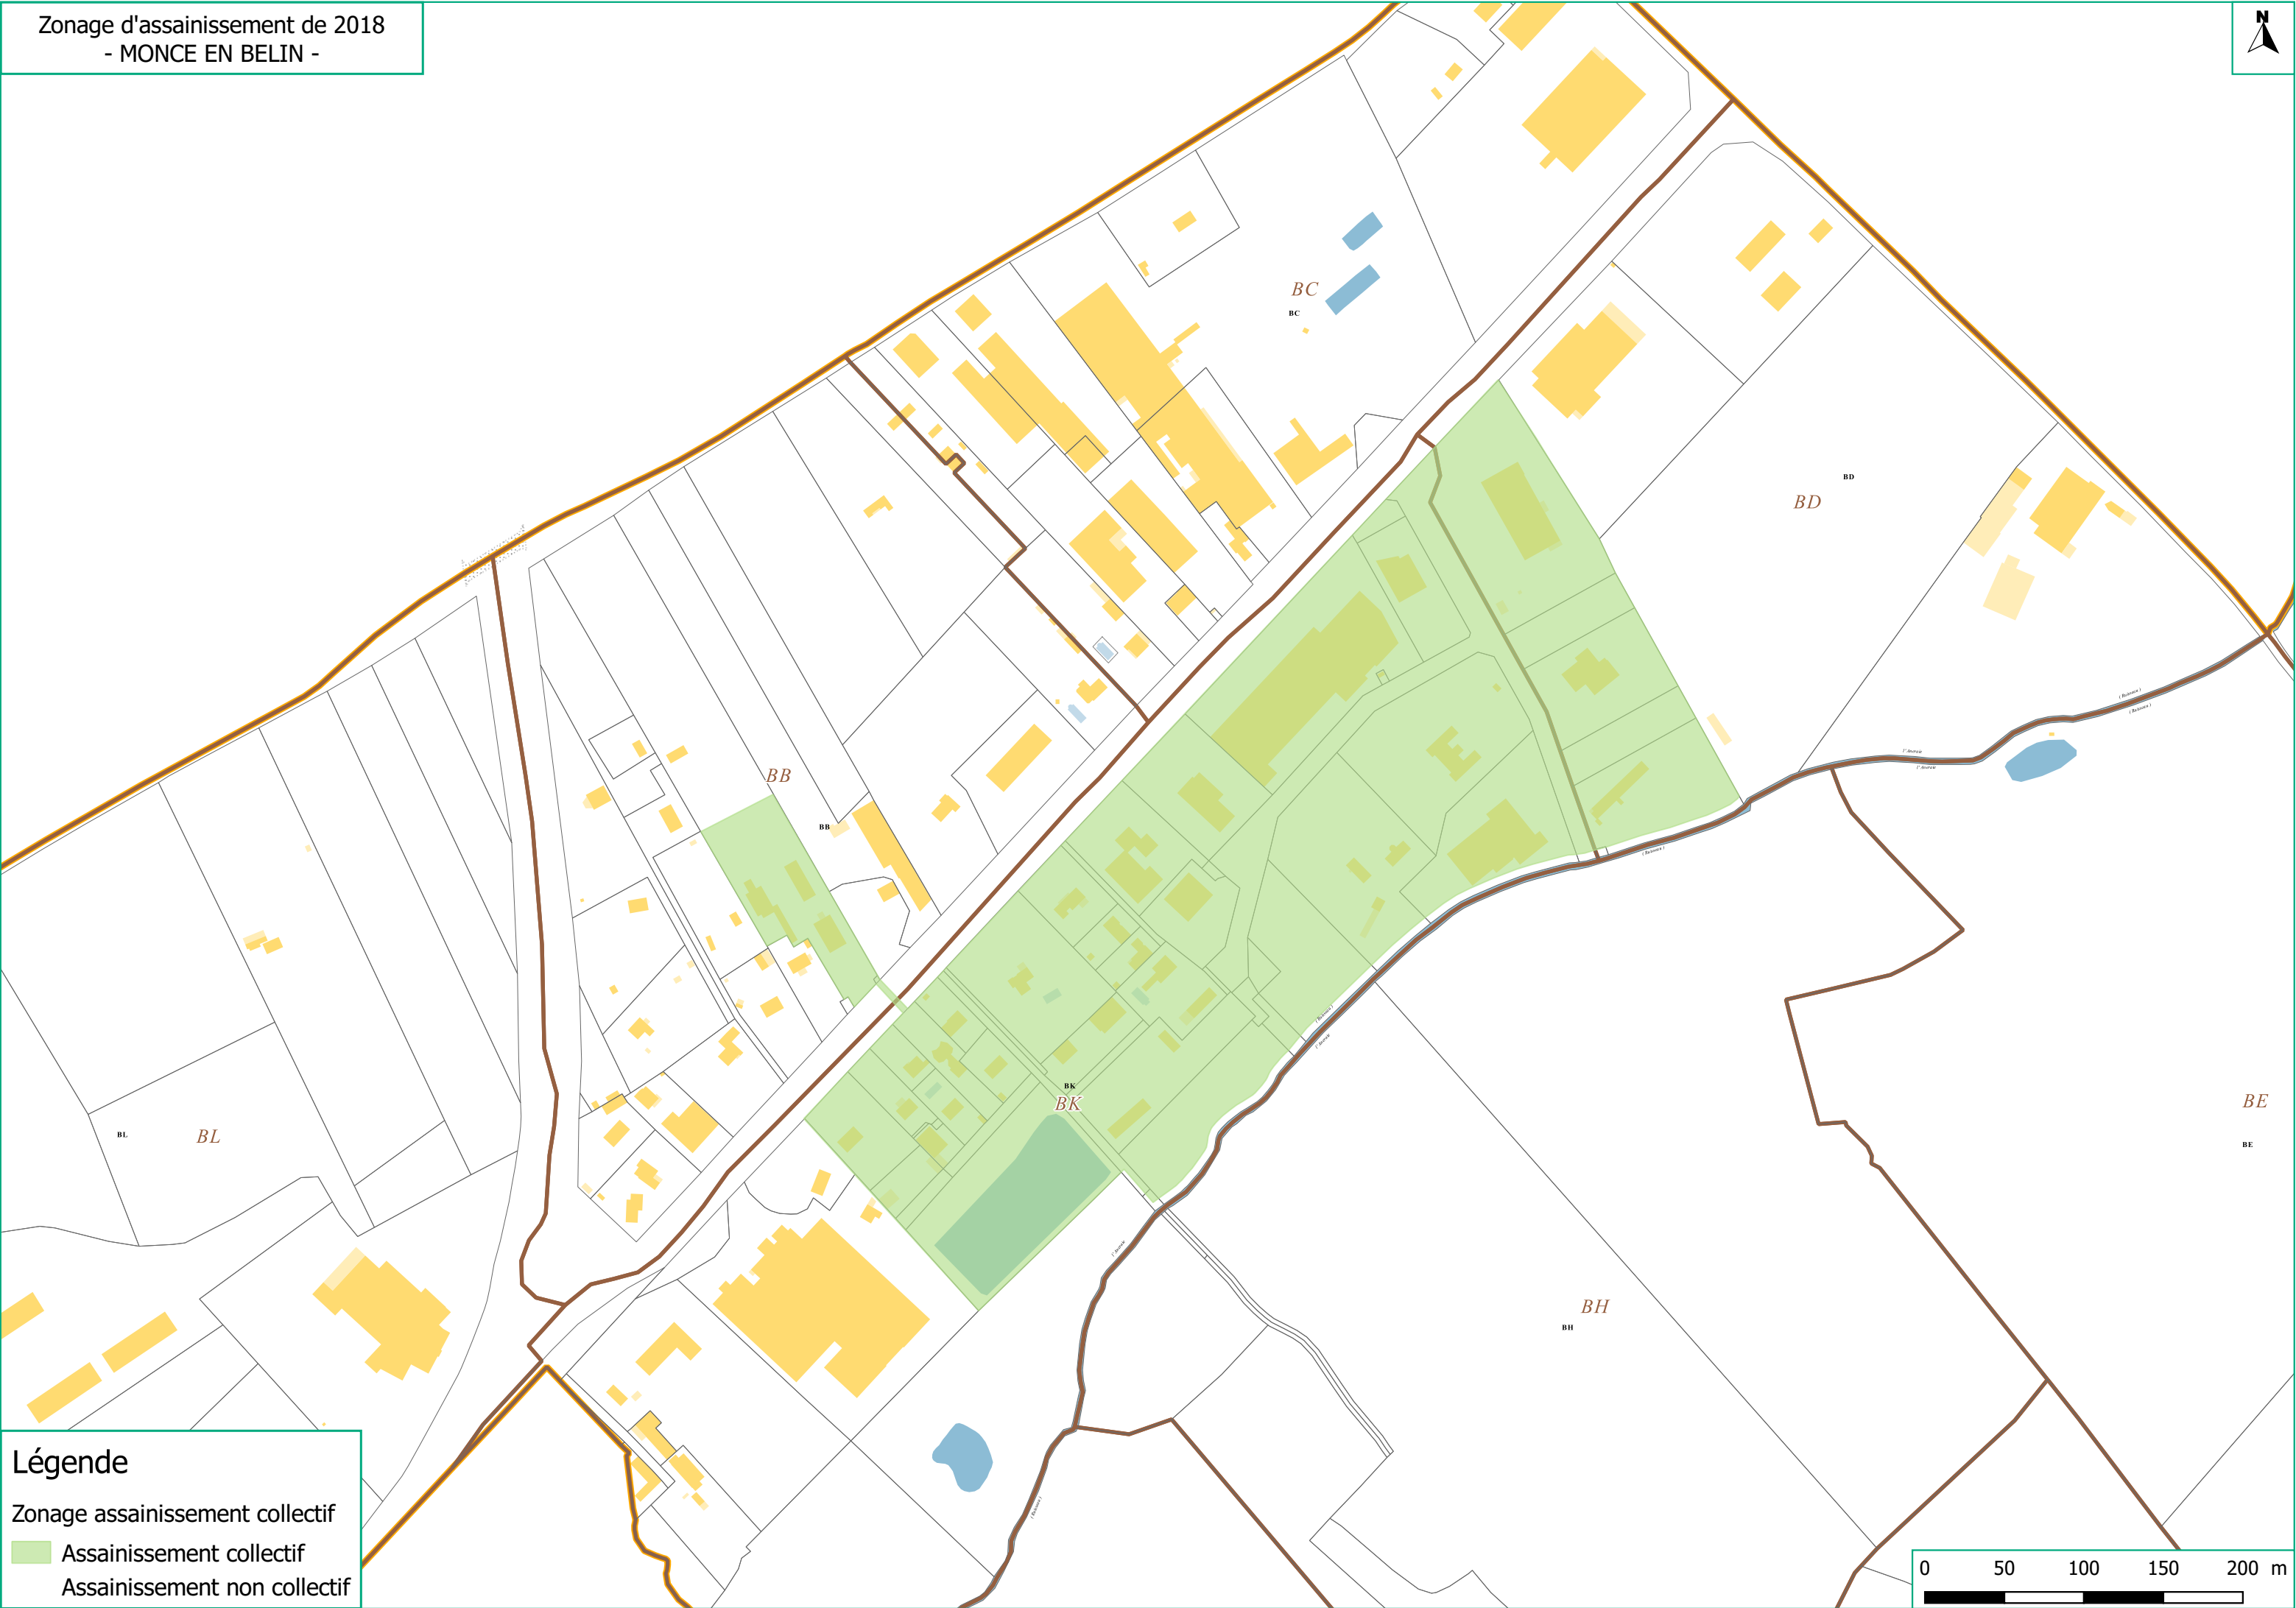 Zonage d'assainissement de 2018
- MONCE EN BELIN -
N
BC
BC
BD
BD
BB
BB
BK
BK
BL
BL
BE
BE
BH
BH
Légende
Zonage assainissement collectif
Assainissement collectif
Assainissement non collectif
0 50 100 150 200 m